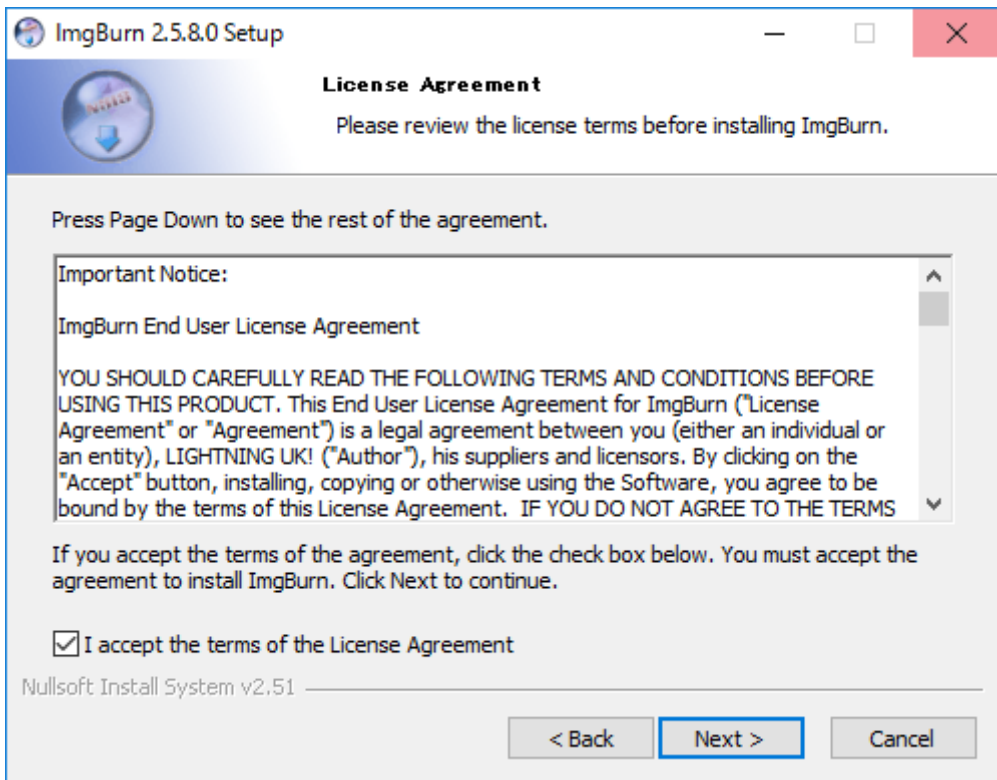 ImgBurn 2.5.8.0 Setup
License Agreement
Please review the license terms before installing ImgBurn.
Press Page Down to see the rest of the agreement.
Important Notice:
ImgBurn End User License Agreement
YOU SHOULD CAREFULLY READ THE FOLLOWING TERMS AND CONDITIONS BEFORE
USING THIS PRODUCT. This End User License Agreement for ImgBurn ("License
Agreement" or "Agreement") is a legal agreement between you (either an individual or
an entity), LIGHTNING UK! ("Author"), his suppliers and licensors. By clicking on the
"Accept" button, installing, copying or otherwise using the Software, you agree to be
bound by the terms of this License Agreement.  IF YOU DO NOT AGREE TO THE TERMS
If you accept the terms of the agreement, click the check box below. You must accept the
agreement to install ImgBurn. Click Next to continue.
I accept the terms of the License Agreement
Nullsoft Install System v2.51
< Back
Next >
Cancel